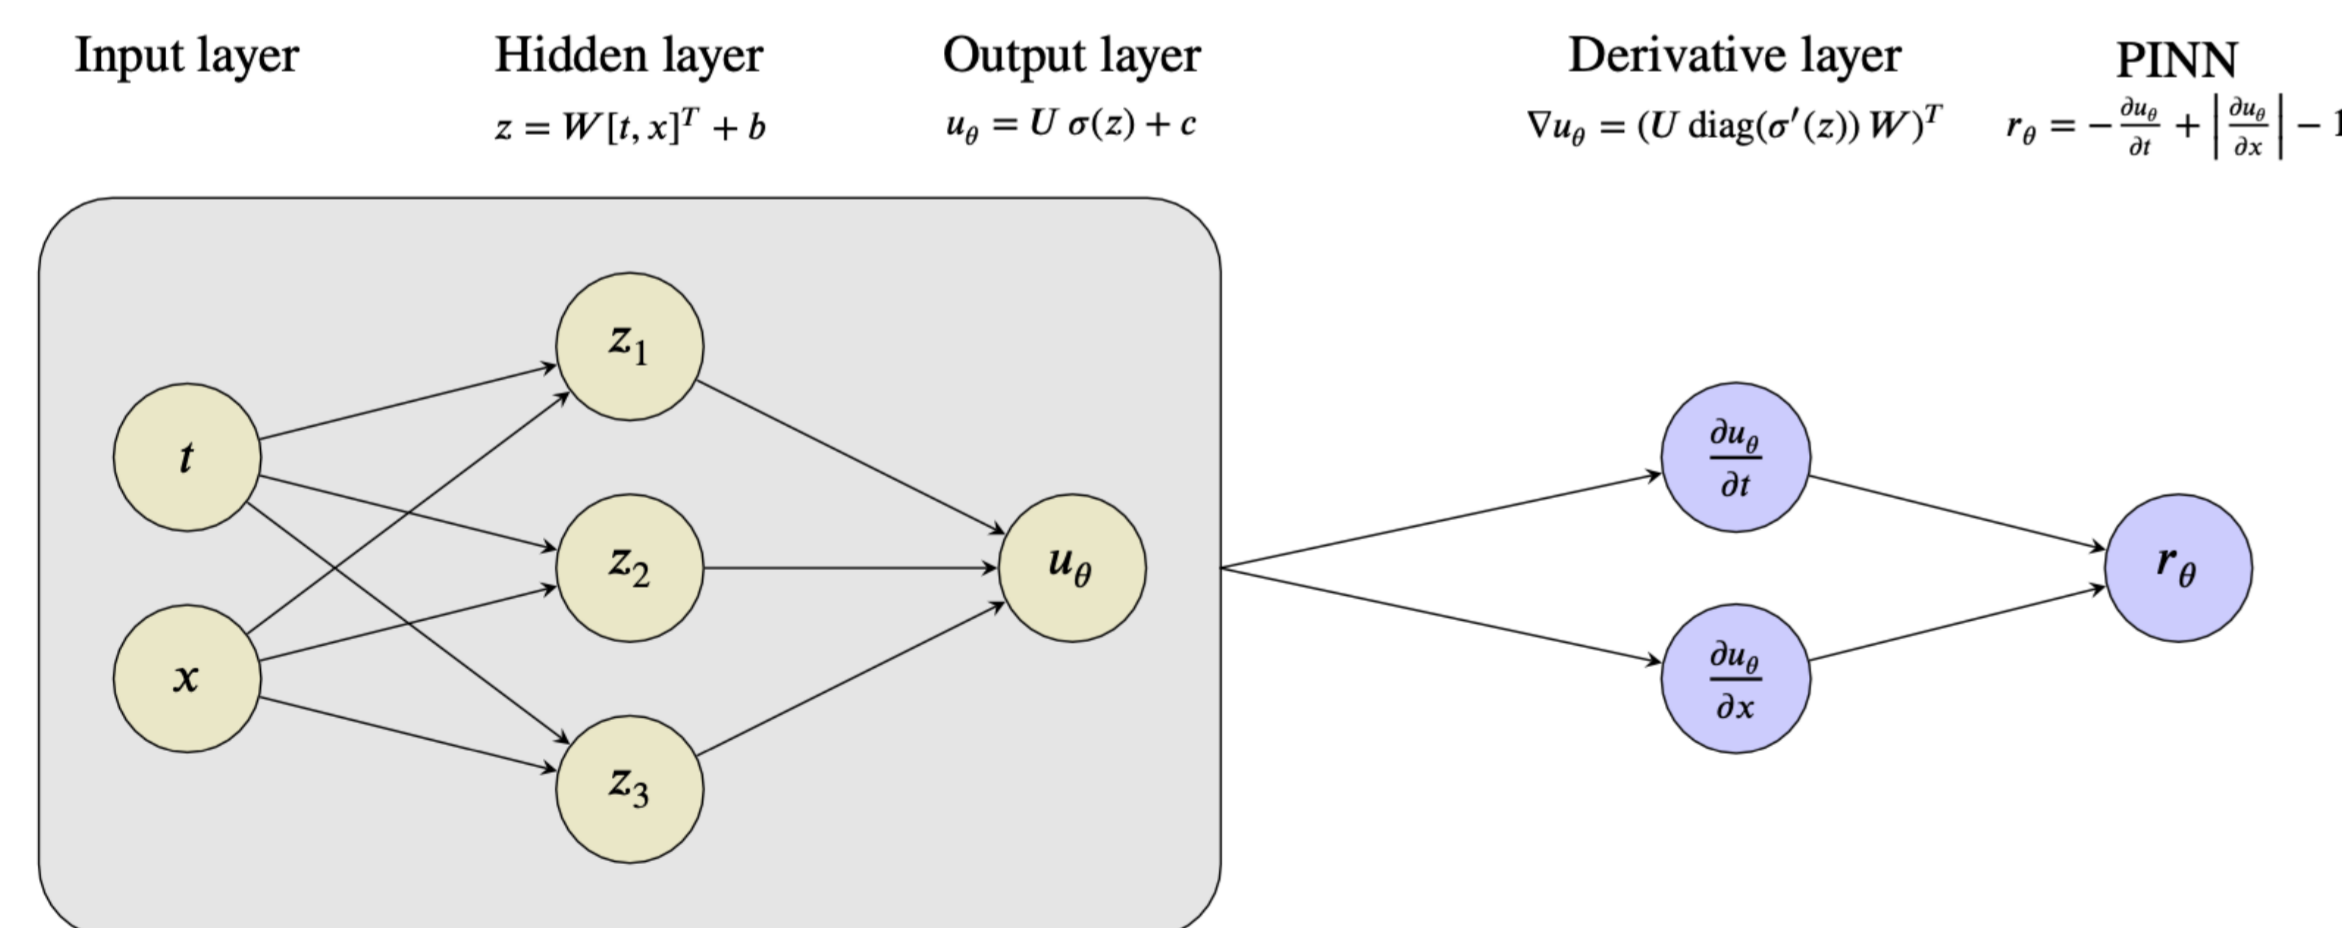 Input layer
Hidden layer
z = W[t, x]^T + b
Output layer
u_θ = U σ(z) + c
Derivative layer
∇u_θ = (U diag(σ′(z)) W)^T
PINN
r_θ = −∂u_θ/∂t + |∂u_θ/∂x| − 1
t
x
z_1
z_2
z_3
u_θ
∂u_θ/∂t
∂u_θ/∂x
r_θ